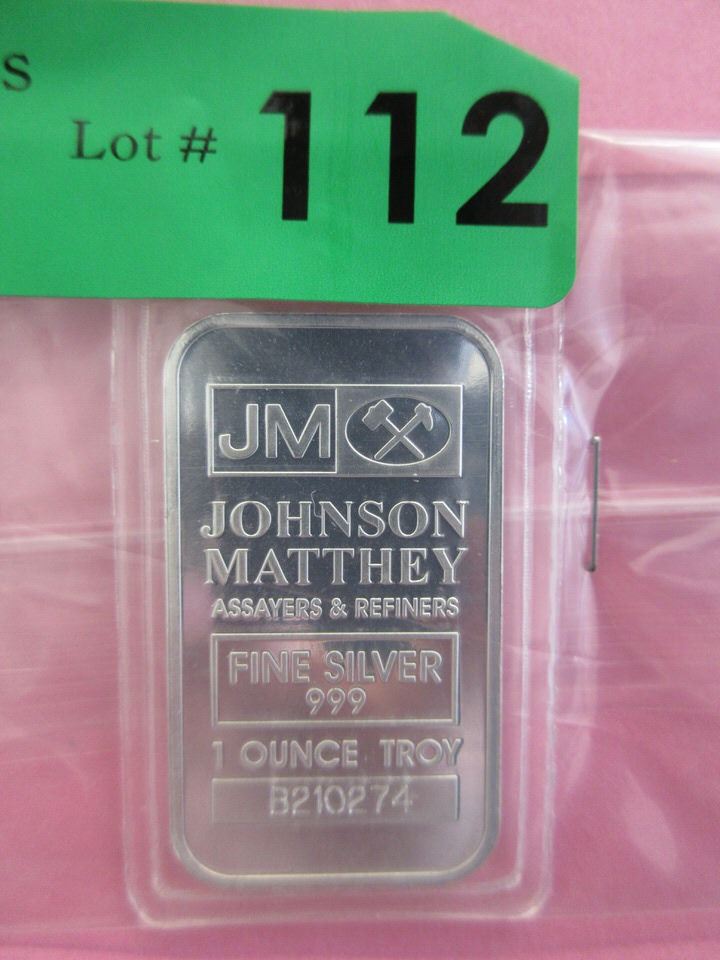 s
Lot # 112
JM
JOHNSON
MATTHEY
ASSAYERS & REFINERS
FINE SILVER
999
1 OUNCE TROY
B210274